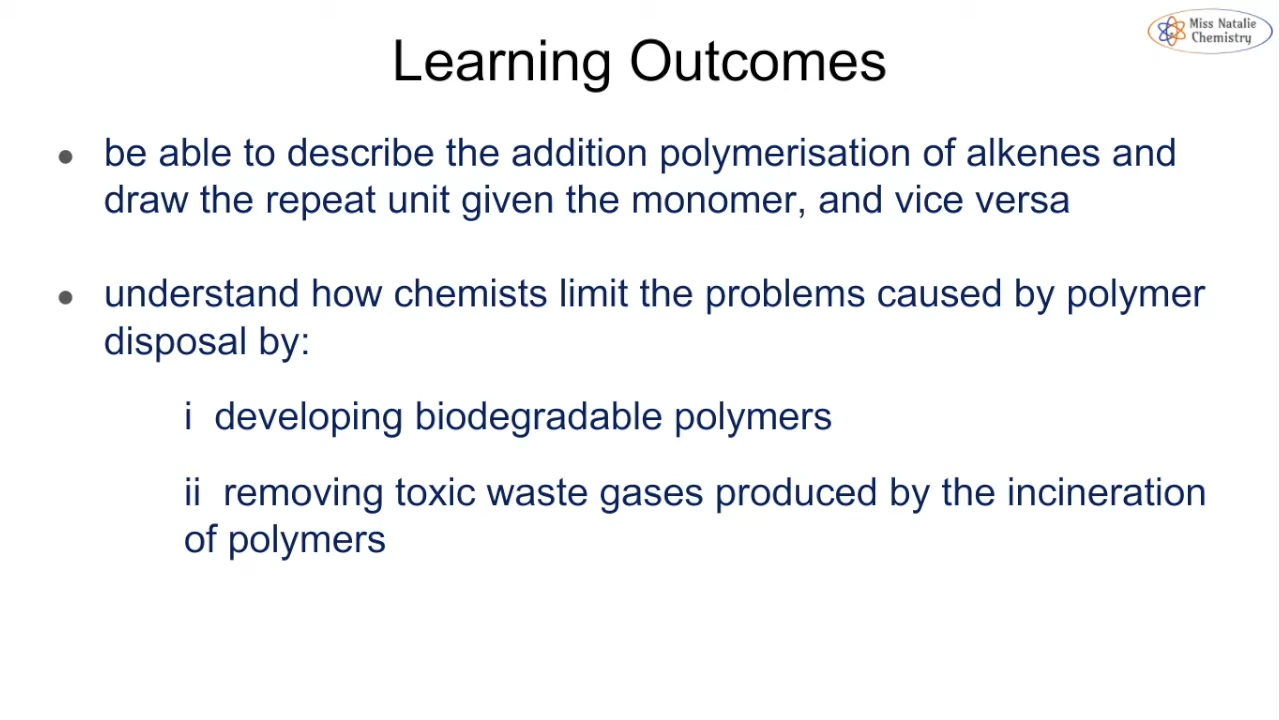 Miss Natalie
Chemistry
Learning Outcomes
● be able to describe the addition polymerisation of alkenes and
draw the repeat unit given the monomer, and vice versa
● understand how chemists limit the problems caused by polymer
disposal by:
i developing biodegradable polymers
ii removing toxic waste gases produced by the incineration
of polymers